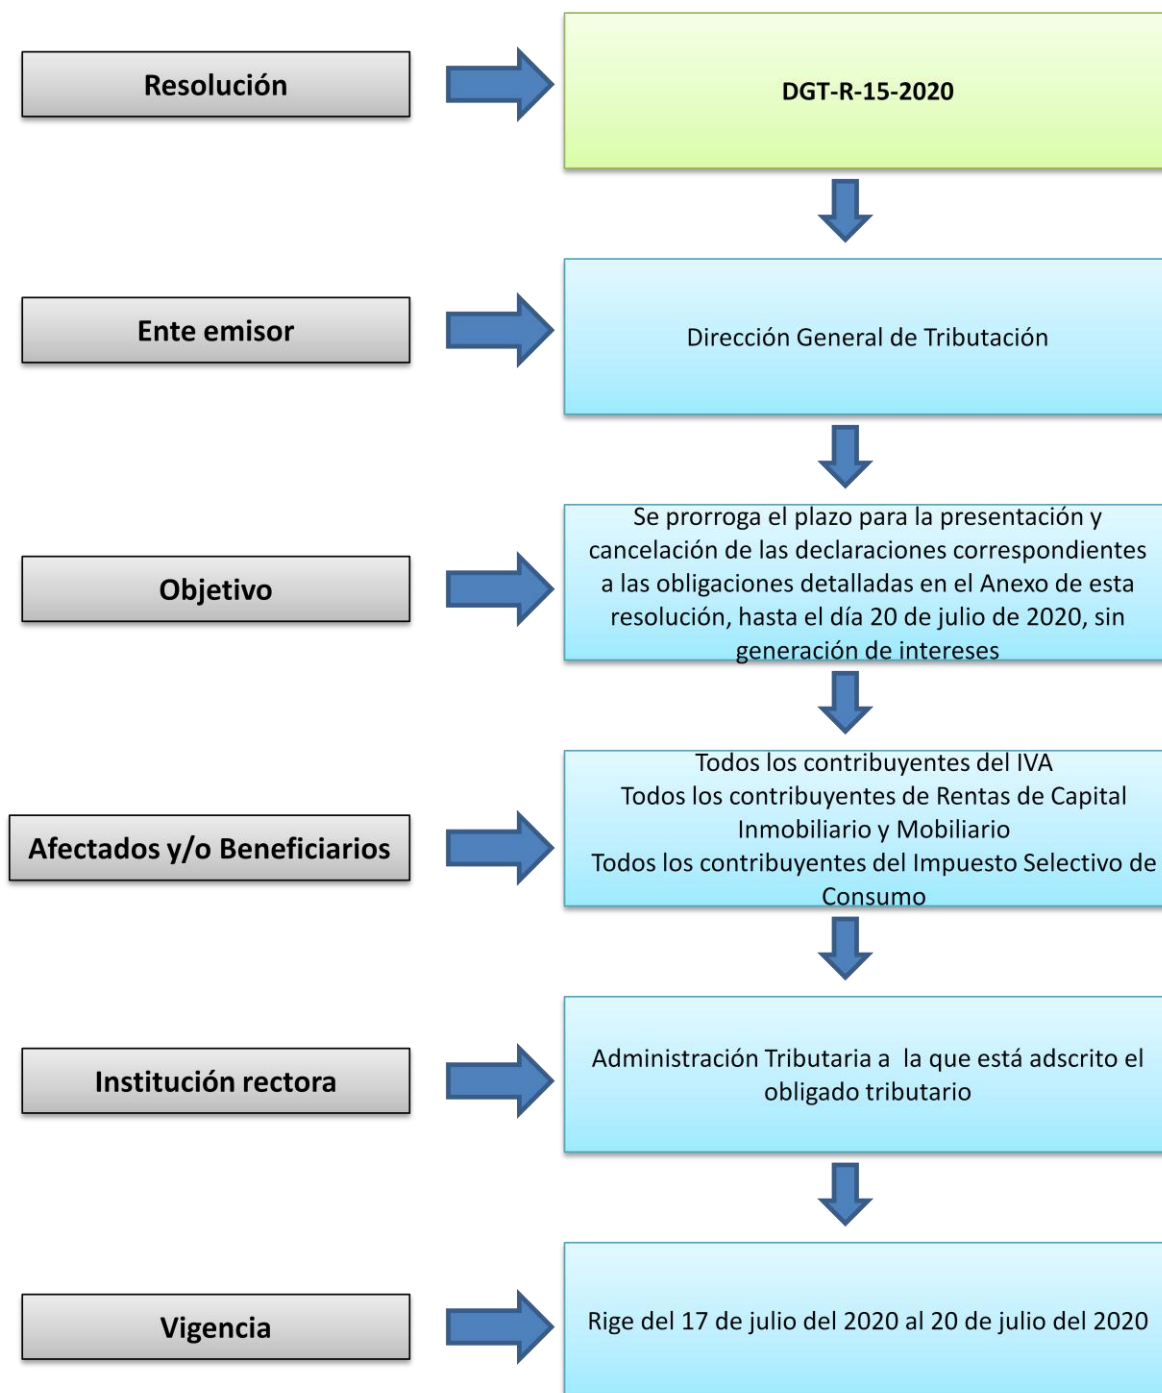 Resolución
DGT-R-15-2020
Ente emisor
Dirección General de Tributación
Objetivo
Se prorroga el plazo para la presentación y
cancelación de las declaraciones correspondientes
a las obligaciones detalladas en el Anexo de esta
resolución, hasta el día 20 de julio de 2020, sin
generación de intereses
Afectados y/o Beneficiarios
Todos los contribuyentes del IVA
Todos los contribuyentes de Rentas de Capital
Inmobiliario y Mobiliario
Todos los contribuyentes del Impuesto Selectivo de
Consumo
Institución rectora
Administración Tributaria a  la que está adscrito el
obligado tributario
Vigencia
Rige del 17 de julio del 2020 al 20 de julio del 2020